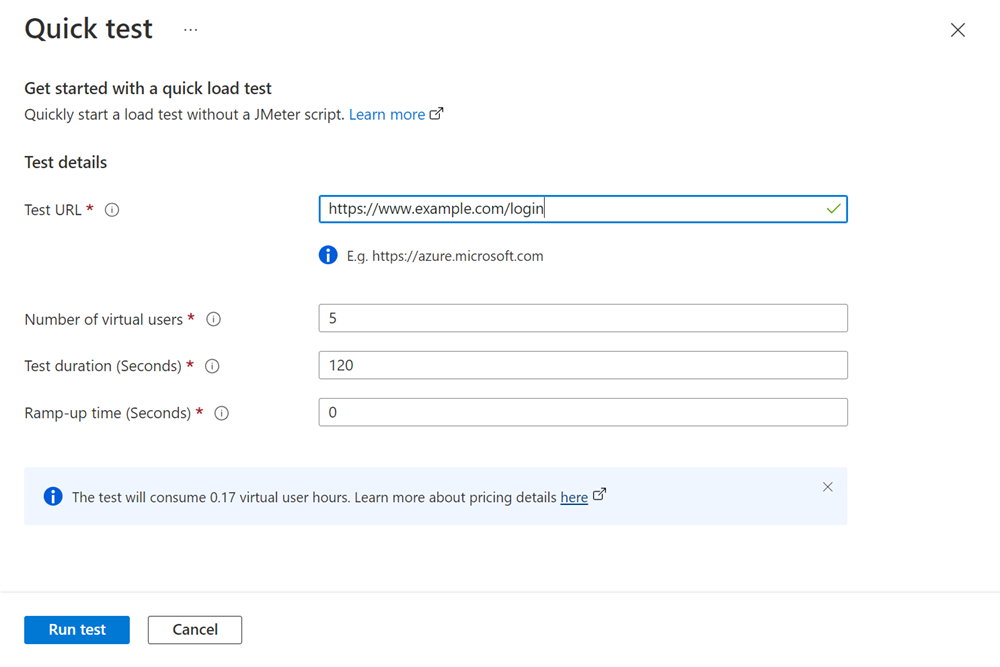 Quick test ...
Get started with a quick load test
Quickly start a load test without a JMeter script. Learn more
Test details
Test URL *
https://www.example.com/login
E.g. https://azure.microsoft.com
Number of virtual users *
5
Test duration (Seconds) *
120
Ramp-up time (Seconds) *
0
The test will consume 0.17 virtual user hours. Learn more about pricing details here
Run test
Cancel